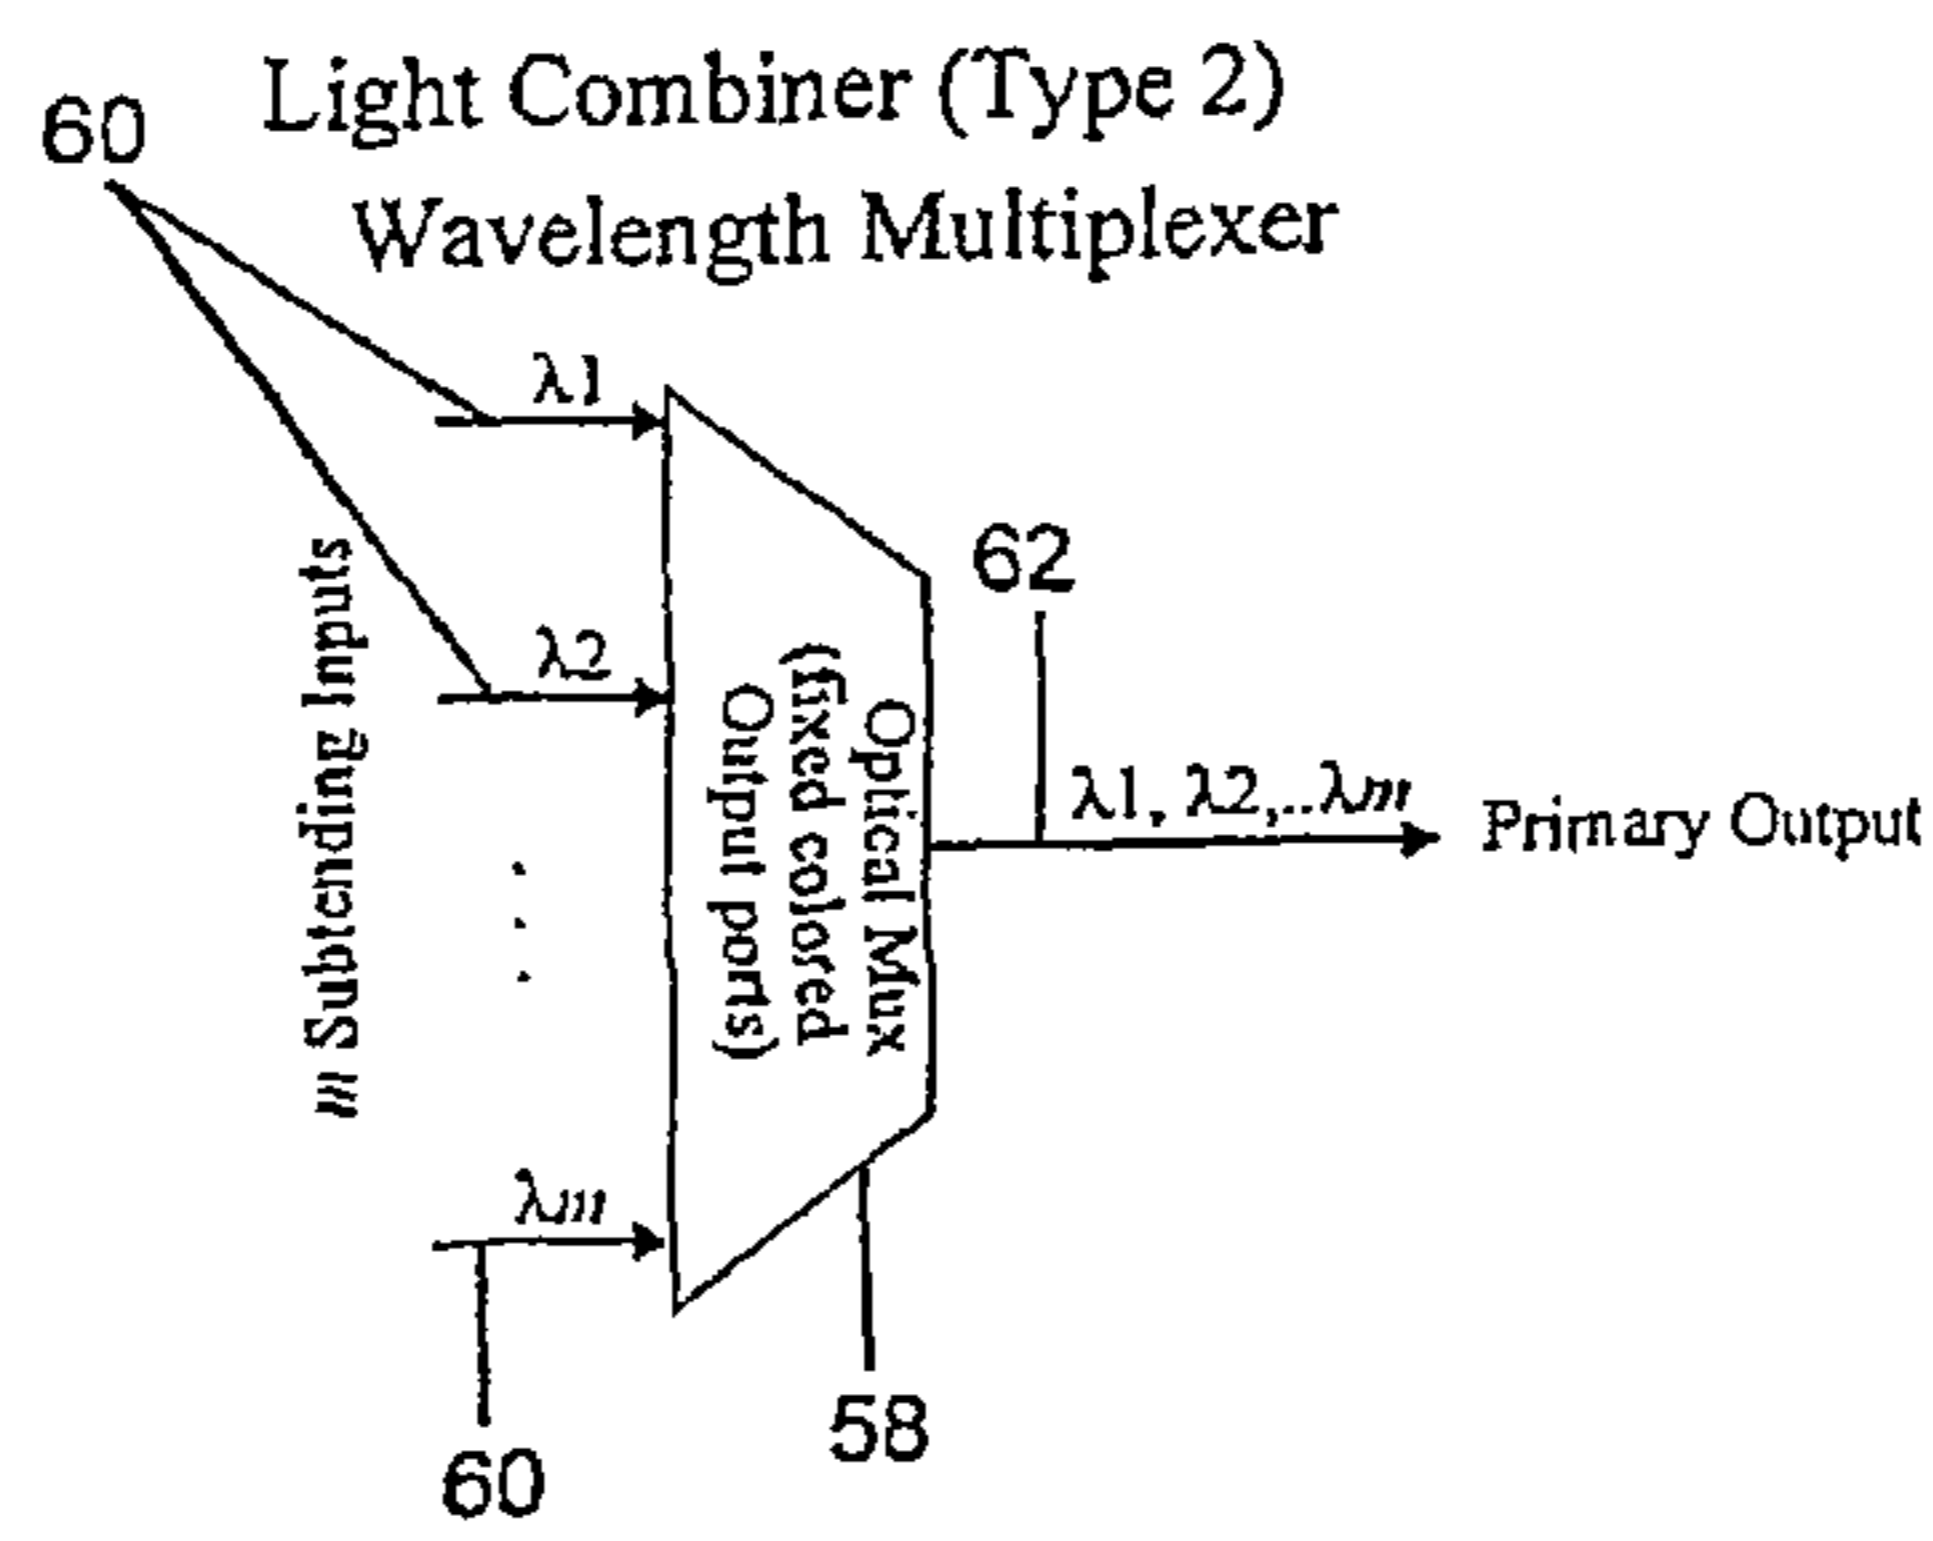 Light Combiner (Type 2)
Wavelength Multiplexer
60
λ1
λ2
λm
m Subtending Inputs
Optical Mux
(fixed colored
Output ports)
62
λ1, λ2,..λm
Primary Output
58
60